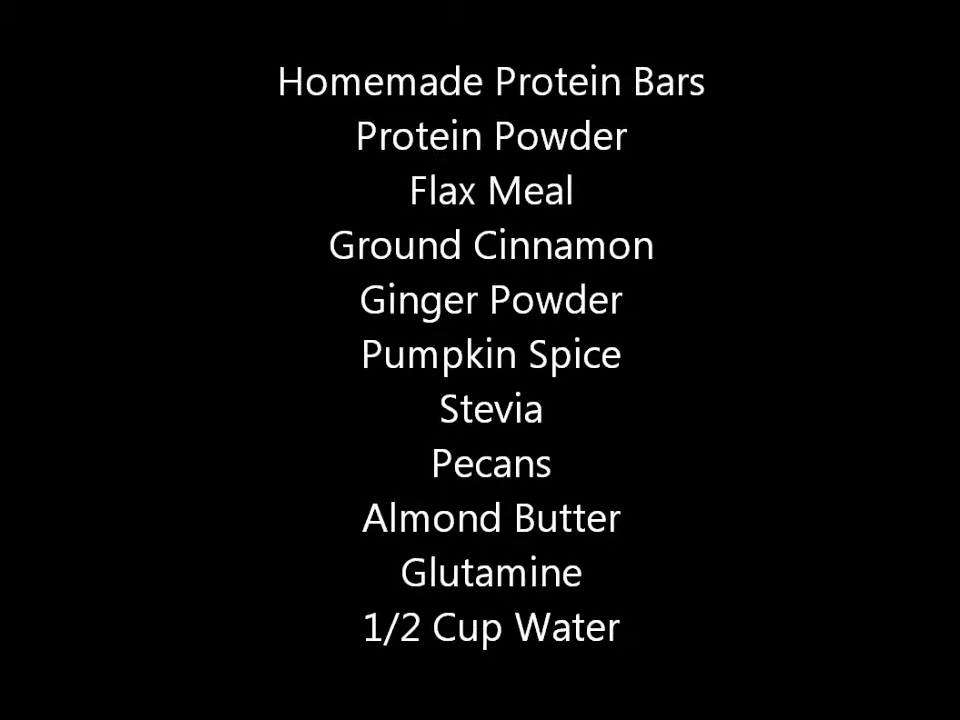 Homemade Protein Bars
Protein Powder
Flax Meal
Ground Cinnamon
Ginger Powder
Pumpkin Spice
Stevia
Pecans
Almond Butter
Glutamine
1/2 Cup Water